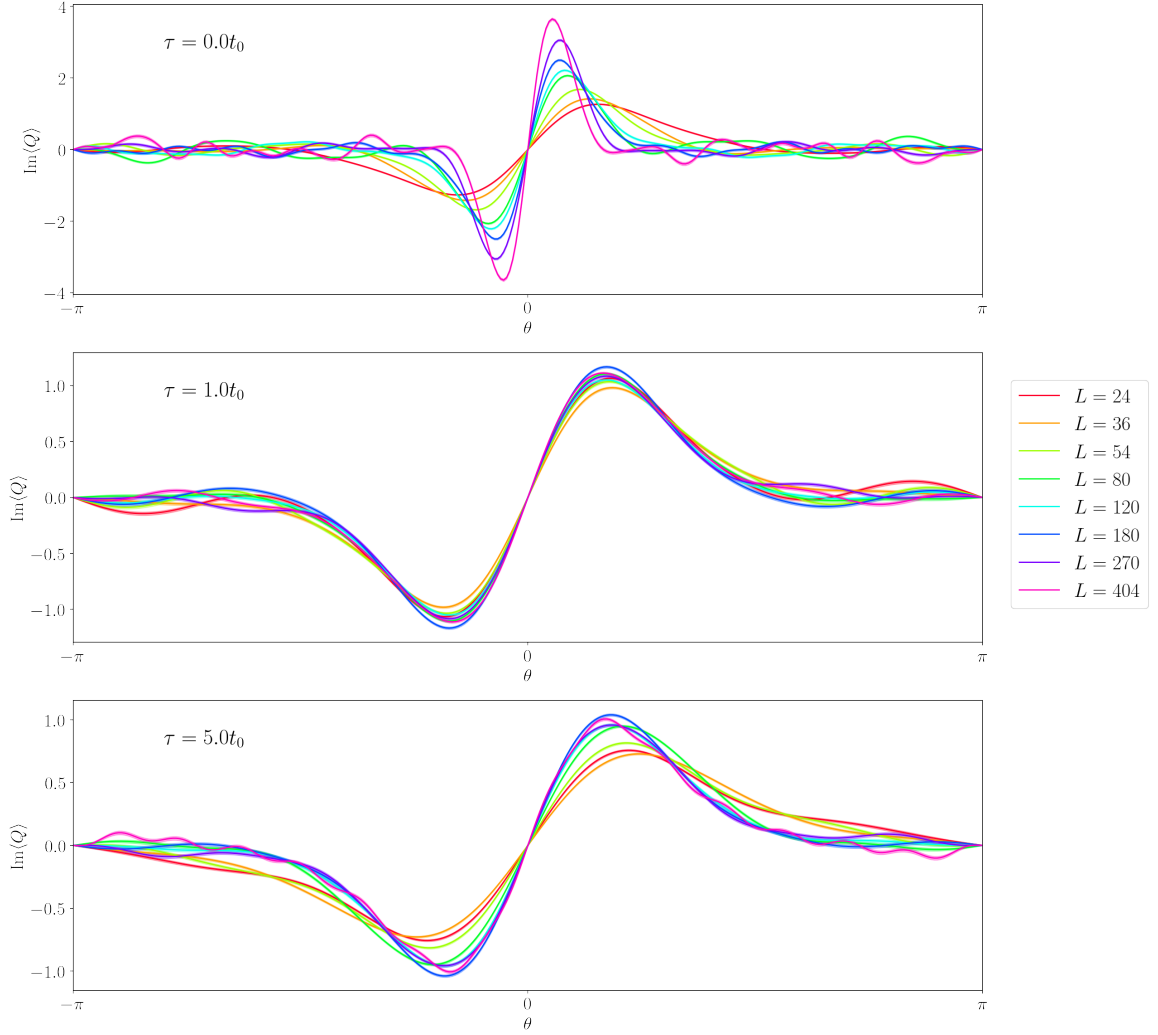 4
2
0
−2
−4
Im⟨Q⟩
τ = 0.0t₀
−π
0
π
θ
1.0
0.5
0.0
−0.5
−1.0
Im⟨Q⟩
τ = 1.0t₀
−π
0
π
θ
L = 24
L = 36
L = 54
L = 80
L = 120
L = 180
L = 270
L = 404
1.0
0.5
0.0
−0.5
−1.0
Im⟨Q⟩
τ = 5.0t₀
−π
0
π
θ